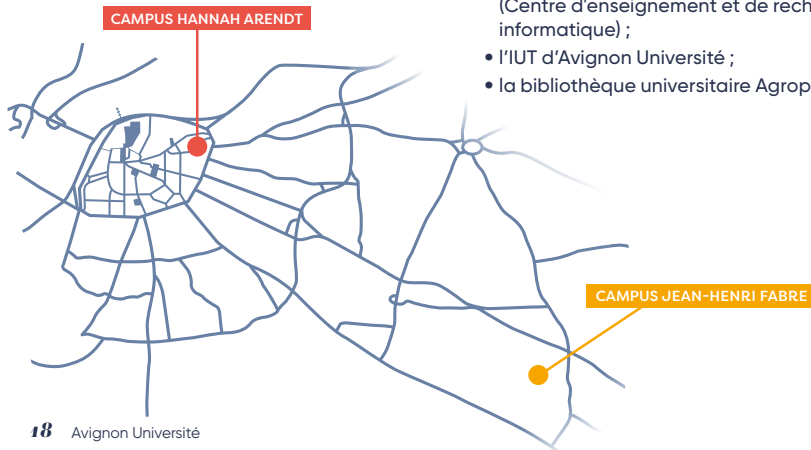 (Centre d'enseignement et de rech
informatique) ;
• l'IUT d'Avignon Université ;
• la bibliothèque universitaire Agrop
CAMPUS HANNAH ARENDT
CAMPUS JEAN-HENRI FABRE
18 Avignon Université